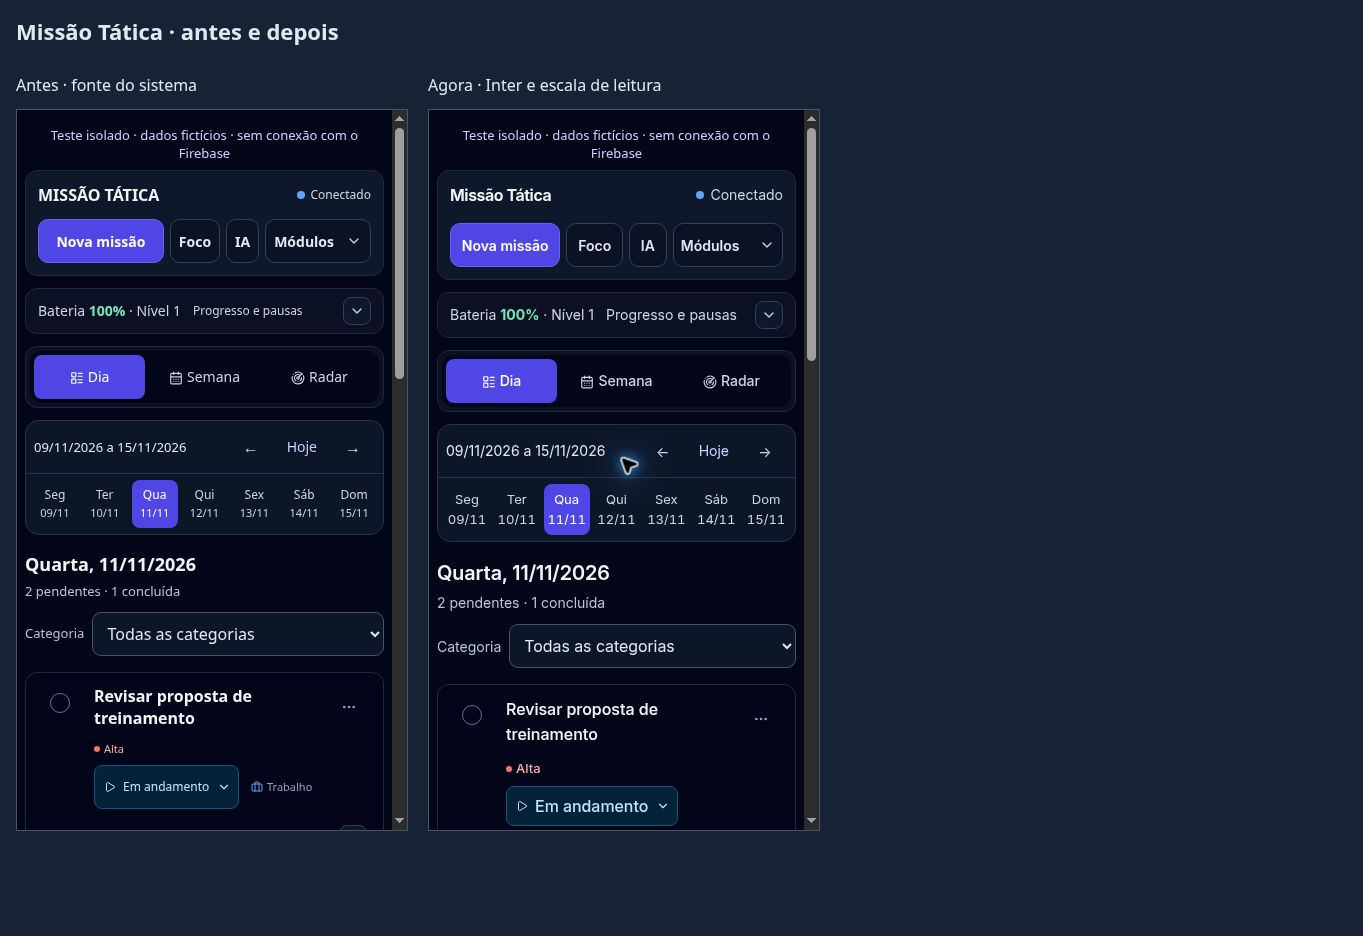 Missão Tática · antes e depois
Antes · fonte do sistema
Teste isolado · dados fictícios · sem conexão com o
Firebase
MISSÃO TÁTICA
Conectado
Nova missão
Foco
IA
Módulos
Bateria 100% · Nível 1 Progresso e pausas
Dia
Semana
Radar
09/11/2026 a 15/11/2026
←
Hoje
→
Seg Ter Qua Qui Sex Sáb Dom
09/11 10/11 11/11 12/11 13/11 14/11 15/11
Quarta, 11/11/2026
2 pendentes · 1 concluída
Categoria
Todas as categorias
Revisar proposta de
treinamento
...
Alta
Em andamento
Trabalho
Agora · Inter e escala de leitura
Teste isolado · dados fictícios · sem conexão com o
Firebase
Missão Tática
Conectado
Nova missão
Foco
IA
Módulos
Bateria 100% · Nível 1 Progresso e pausas
Dia
Semana
Radar
09/11/2026 a 15/11/2026
←
Hoje
→
Seg Ter Qua Qui Sex Sáb Dom
09/11 10/11 11/11 12/11 13/11 14/11 15/11
Quarta, 11/11/2026
2 pendentes · 1 concluída
Categoria
Todas as categorias
Revisar proposta de
treinamento
...
Alta
Em andamento